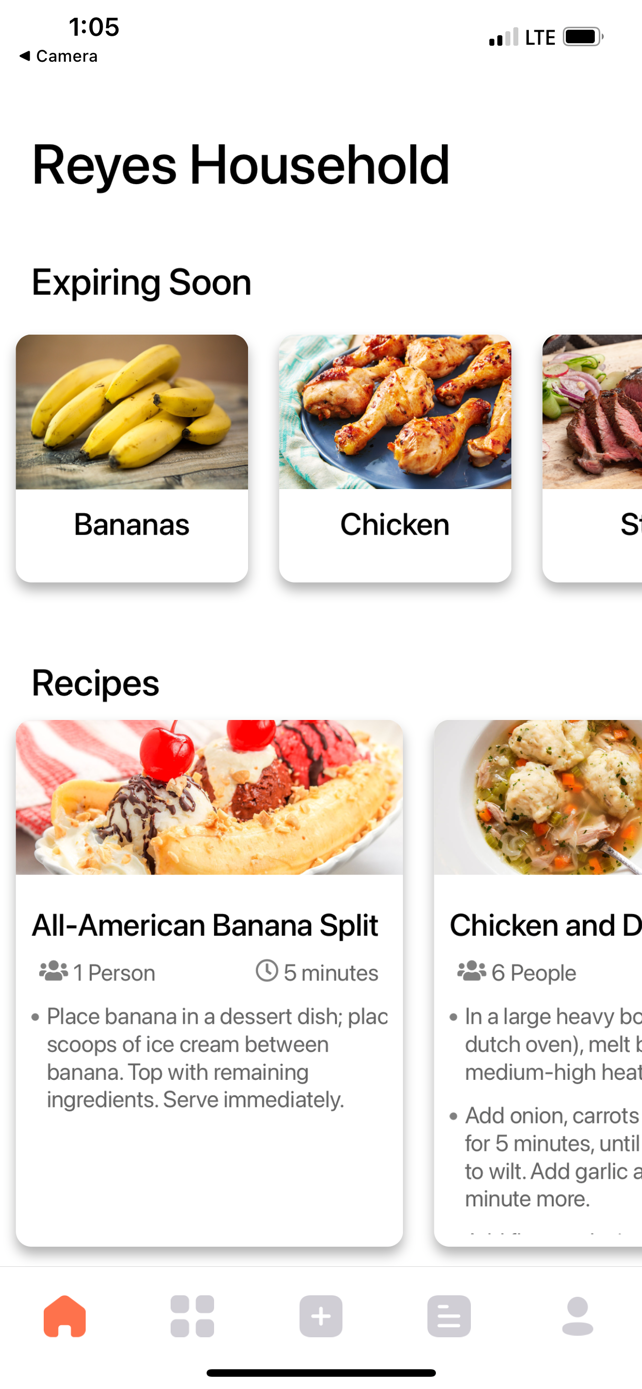 1:05
LTE
◀ Camera
Reyes Household
Expiring Soon
Bananas
Chicken
Recipes
All-American Banana Split
1 Person
5 minutes
• Place banana in a dessert dish; plac
scoops of ice cream between
banana. Top with remaining
ingredients. Serve immediately.
Chicken and D
6 People
• In a large heavy bo
dutch oven), melt b
medium-high heat
• Add onion, carrots
for 5 minutes, until
to wilt. Add garlic a
minute more.